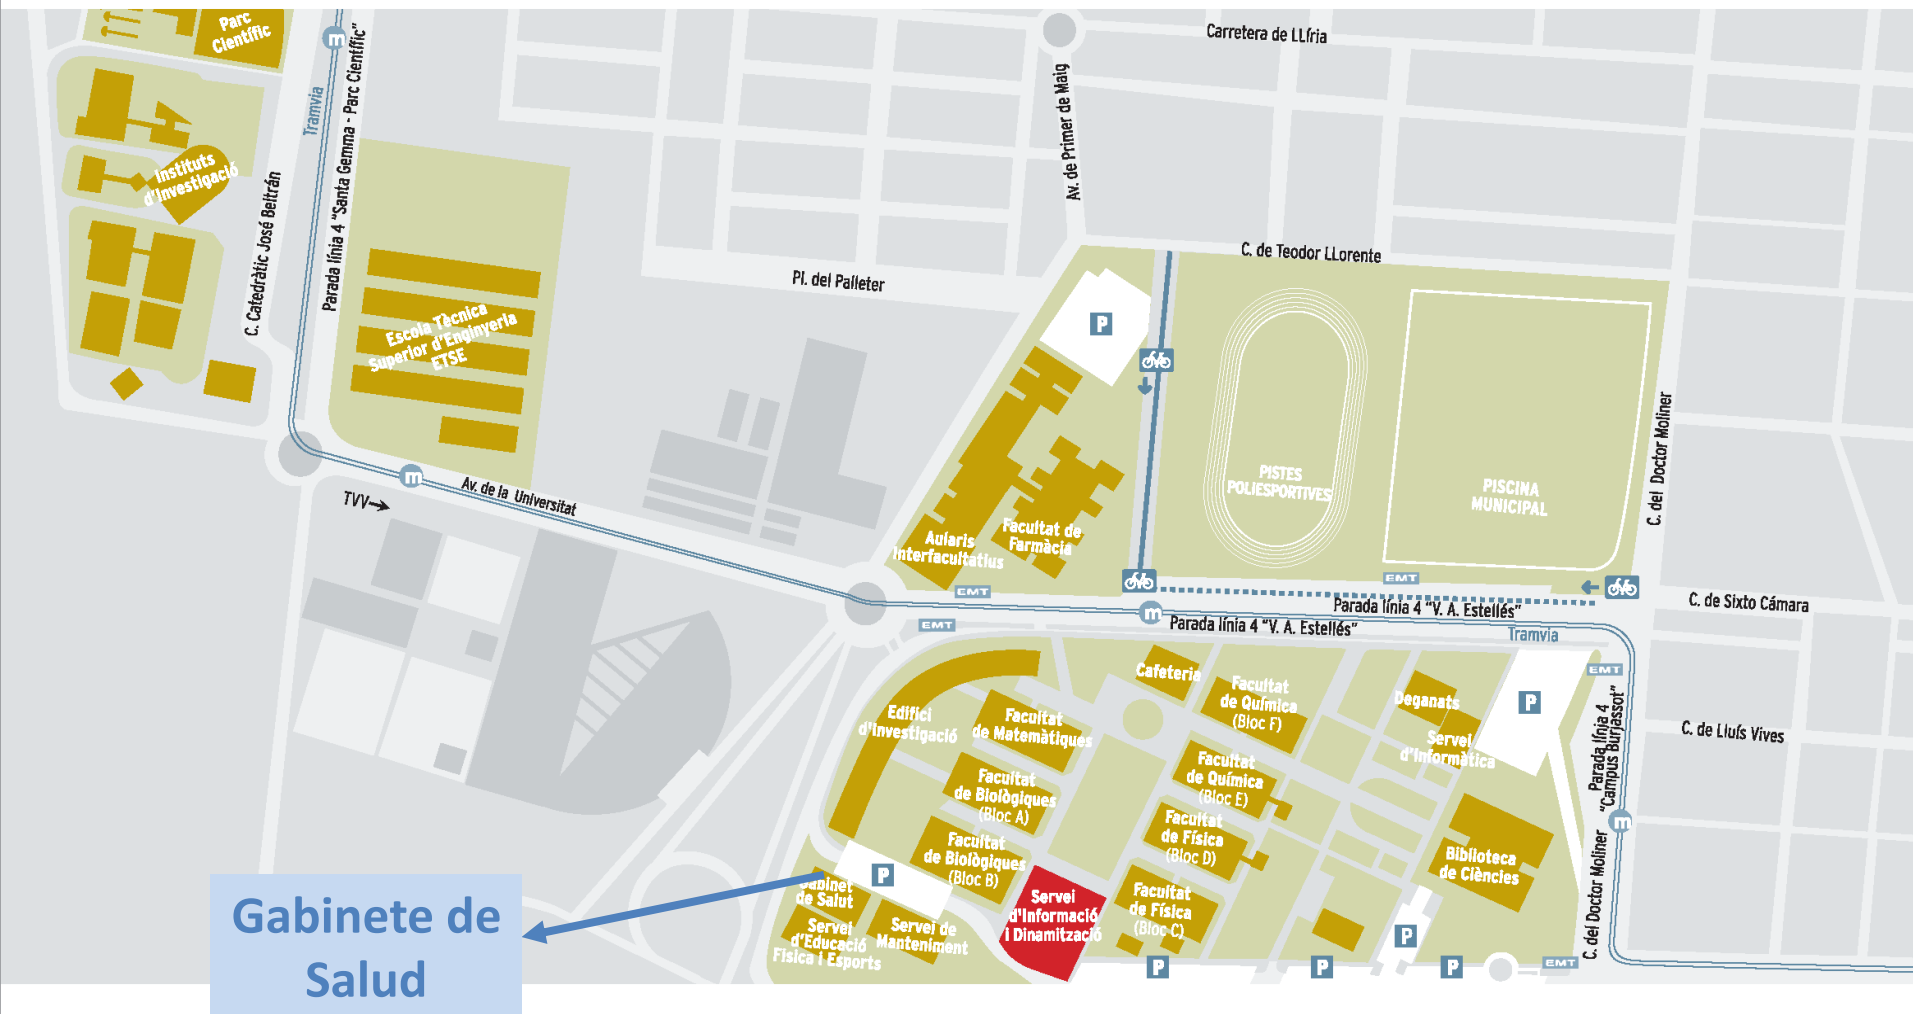 Parc
Científic
m
Carretera de LLíria
Tramvia
Parada línia 4 "Santa Gemma - Parc Científic"
Av. de Primer de Maig
Instituts
d'Investigació
C. Catedràtic José Beltrán
C. de Teodor LLorente
Pl. del Palleter
P
Escola Tècnica
Superior d'Enginyeria
ETSE
C. del Doctor Moliner
PISTES
POLIESPORTIVES
PISCINA
MUNICIPAL
m
TVV
Av. de la Universitat
Aularis
Interfacultatius
Facultat de
Farmàcia
EMT
EMT
Parada línia 4 "V. A. Estellés"
C. de Sixto Cámara
m
EMT
Parada línia 4 "V. A. Estellés"
Tramvia
EMT
Cafeteria
Facultat
de Química
(Bloc F)
Deganats
P
Servei
d'Informàtica
Parada línia 4
"Campus Burjassot"
C. de Lluís Vives
Edifici
d'Investigació
Facultat
de Matemàtiques
Facultat
de Biològiques
(Bloc A)
Facultat
de Química
(Bloc E)
Facultat
de Física
(Bloc D)
m
Facultat
de Biològiques
(Bloc B)
Biblioteca
de Ciències
C. del Doctor Moliner
P
Gabinet
de Salut
Servei
d'Educació
Física i Esports
Servei de
Manteniment
Servei
d'Informació
i Dinamització
Facultat
de Física
(Bloc C)
P
P
P
P
EMT
Gabinete de
Salud